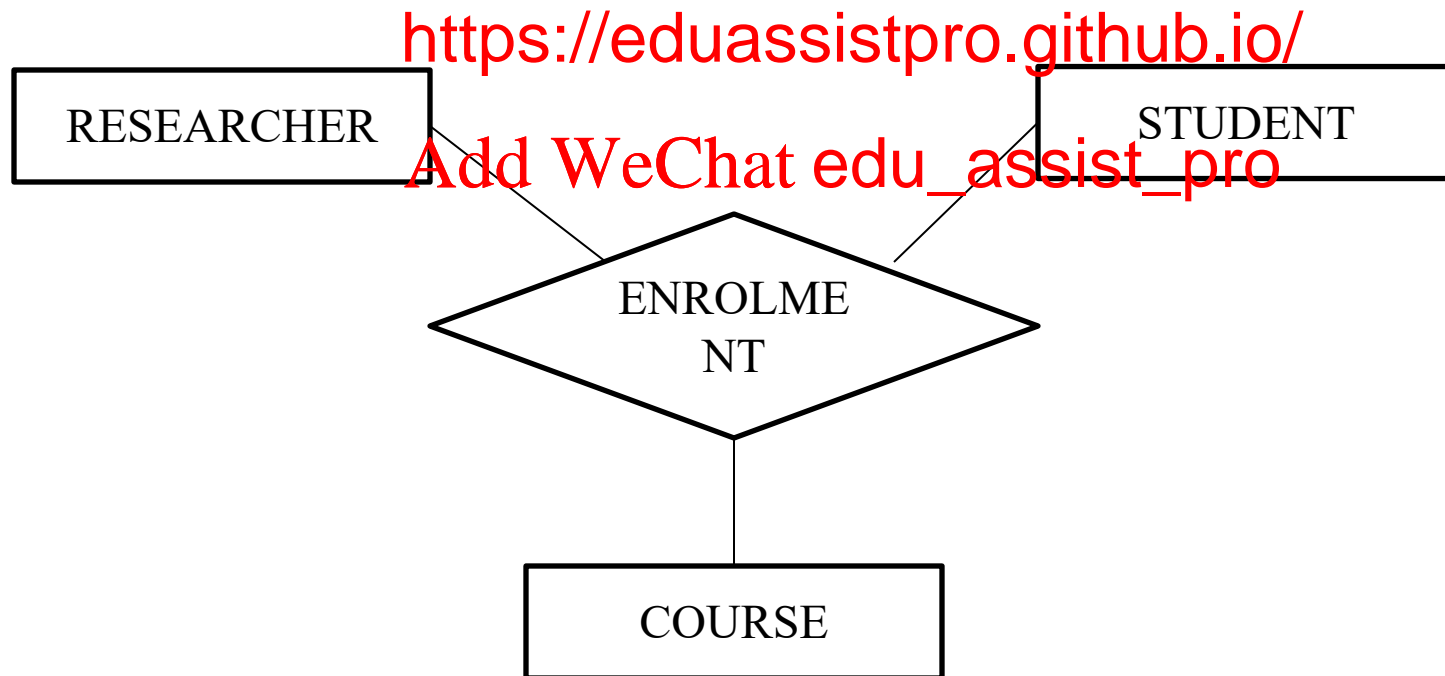 https://eduassistpro.github.io/
RESEARCHER
STUDENT
Add WeChat edu_assist_pro
ENROLME
NT
COURSE